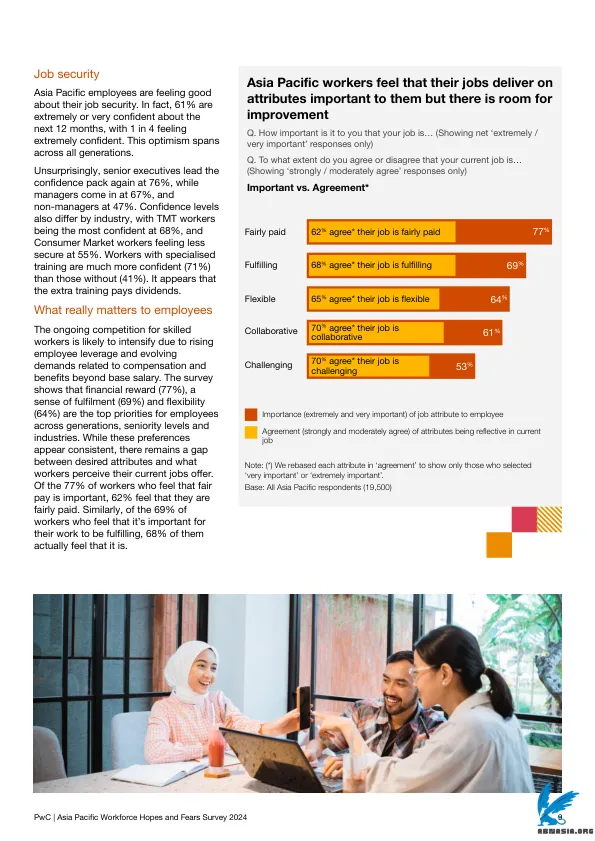 Job security
Asia Pacific employees are feeling good
about their job security. In fact, 61% are
extremely or very confident about the
next 12 months, with 1 in 4 feeling
extremely confident. This optimism spans
across all generations.
Unsurprisingly, senior executives lead the
confidence pack again at 76%, while
managers come in at 67%, and
non-managers at 47%. Confidence levels
also differ by industry, with TMT workers
being the most confident at 68%, and
Consumer Market workers feeling less
secure at 55%. Workers with specialised
training are much more confident (71%)
than those without (41%). It appears that
the extra training pays dividends.
What really matters to employees
The ongoing competition for skilled
workers is likely to intensify due to rising
employee leverage and evolving
demands related to compensation and
benefits beyond base salary. The survey
shows that financial reward (77%), a
sense of fulfilment (69%) and flexibility
(64%) are the top priorities for employees
across generations, seniority levels and
industries. While these preferences
appear consistent, there remains a gap
between desired attributes and what
workers perceive their current jobs offer.
Of the 77% of workers who feel that fair
pay is important, 62% feel that they are
fairly paid. Similarly, of the 69% of
workers who feel that it's important for
their work to be fulfilling, 68% of them
actually feel that it is.
Asia Pacific workers feel that their jobs deliver on
attributes important to them but there is room for
improvement
Q. How important is it to you that your job is… (Showing net 'extremely /
very important' responses only)
Q. To what extent do you agree or disagree that your current job is…
(Showing 'strongly / moderately agree' responses only)
Important vs. Agreement*
Fairly paid 62% agree* their job is fairly paid 77%
Fulfilling 68% agree* their job is fulfilling 69%
Flexible 65% agree* their job is flexible 64%
Collaborative 70% agree* their job is
collaborative 61%
Challenging 70% agree* their job is
challenging 53%
Importance (extremely and very important) of job attribute to employee
Agreement (strongly and moderately agree) of attributes being reflective in current
job
Note: (*) We rebased each attribute in 'agreement' to show only those who selected
'very important' or 'extremely important'.
Base: All Asia Pacific respondents (19,500)
PwC | Asia Pacific Workforce Hopes and Fears Survey 2024
ABNASIA.ORG